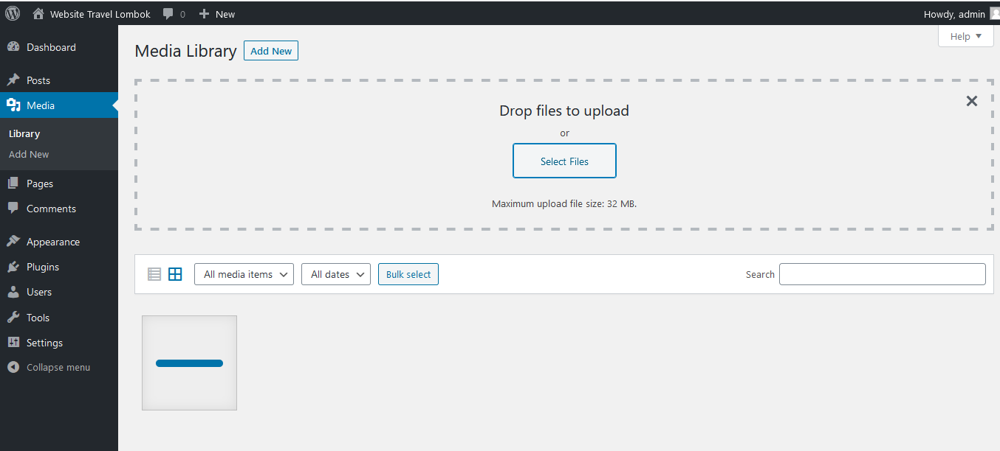 Website Travel Lombok 0 New Howdy, admin
Dashboard
Posts
Media
Library
Add New
Pages
Comments
Appearance
Plugins
Users
Tools
Settings
Collapse menu
Help
Media Library Add New
Drop files to upload
or
Select Files
Maximum upload file size: 32 MB.
All media items All dates Bulk select Search